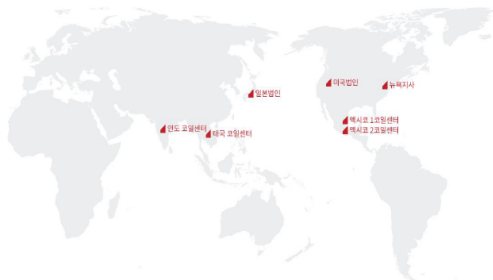 미국법인
뉴욕지사
일본법인
멕시코 1코일센터
멕시코 2코일센터
인도 코일센터
태국 코일센터